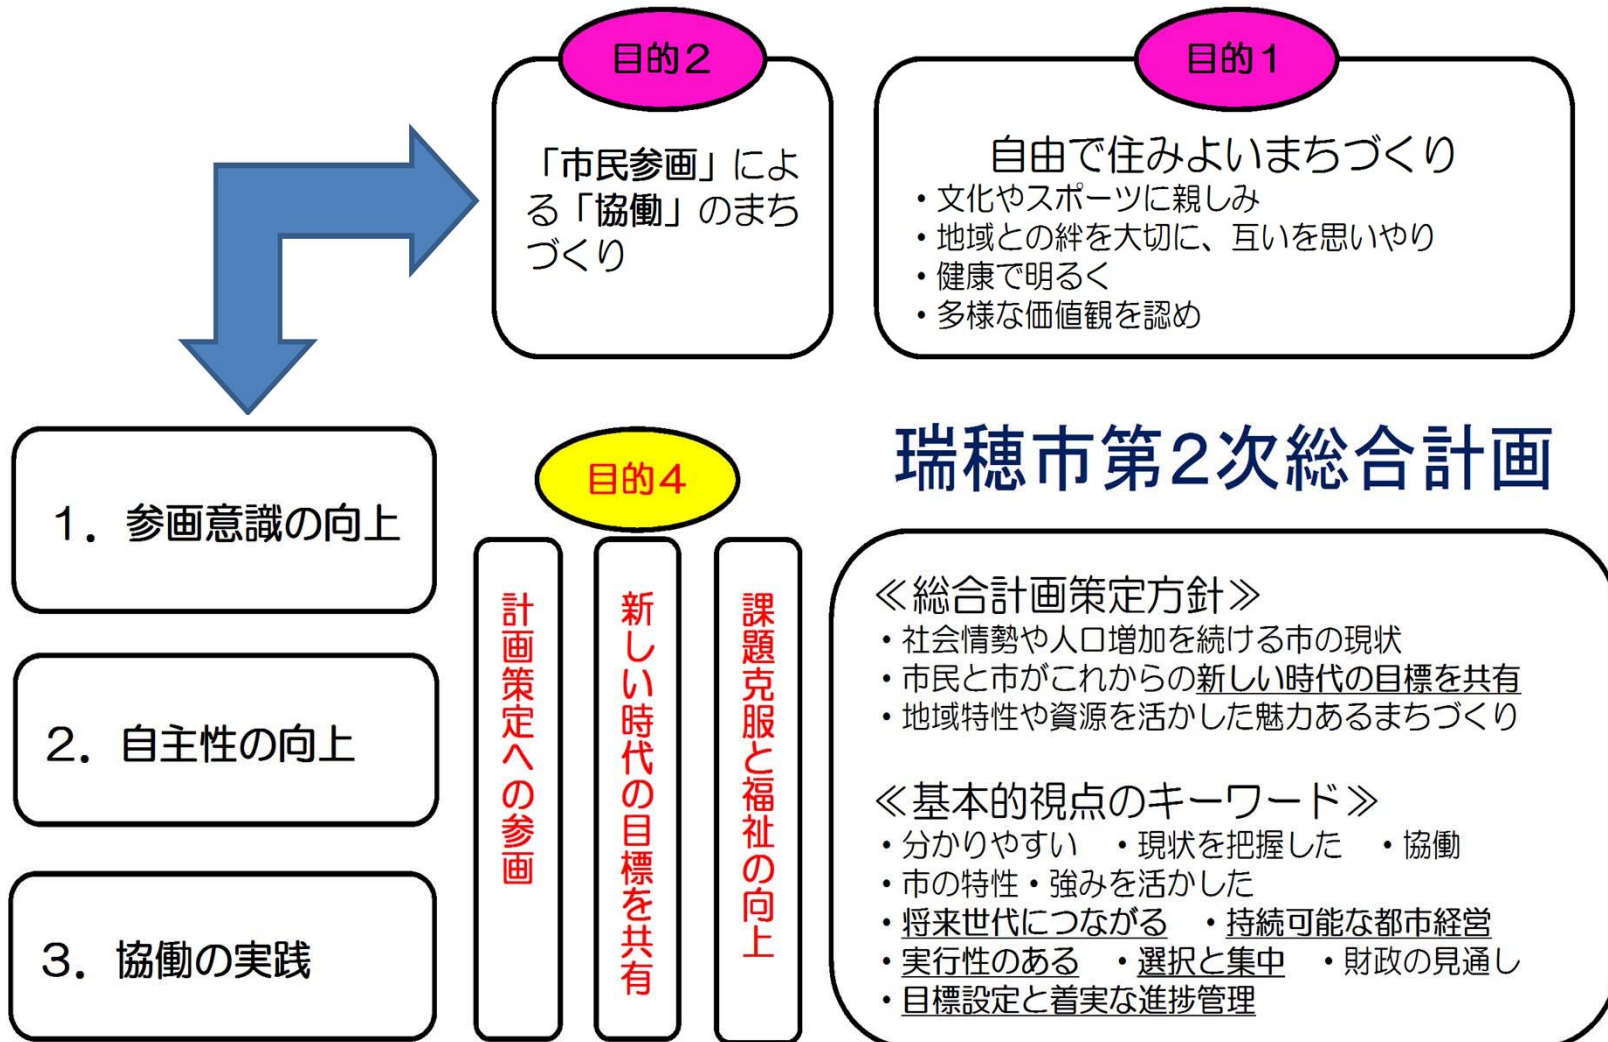 目的2
「市民参画」によ
る「協働」のまち
づくり
目的1
自由で住みよいまちづくり
・文化やスポーツに親しみ
・地域との絆を大切に、互いを思いやり
・健康で明るく
・多様な価値観を認め
瑞穂市第2次総合計画
1．参画意識の向上
2．自主性の向上
3．協働の実践
目的4
計画策定への参画
新しい時代の目標を共有
課題克服と福祉の向上
≪総合計画策定方針≫
・社会情勢や人口増加を続ける市の現状
・市民と市がこれからの新しい時代の目標を共有
・地域特性や資源を活かした魅力あるまちづくり
≪基本的視点のキーワード≫
・分かりやすい　・現状を把握した　・協働
・市の特性・強みを活かした
・将来世代につながる　・持続可能な都市経営
・実行性のある　・選択と集中　・財政の見通し
・目標設定と着実な進捗管理